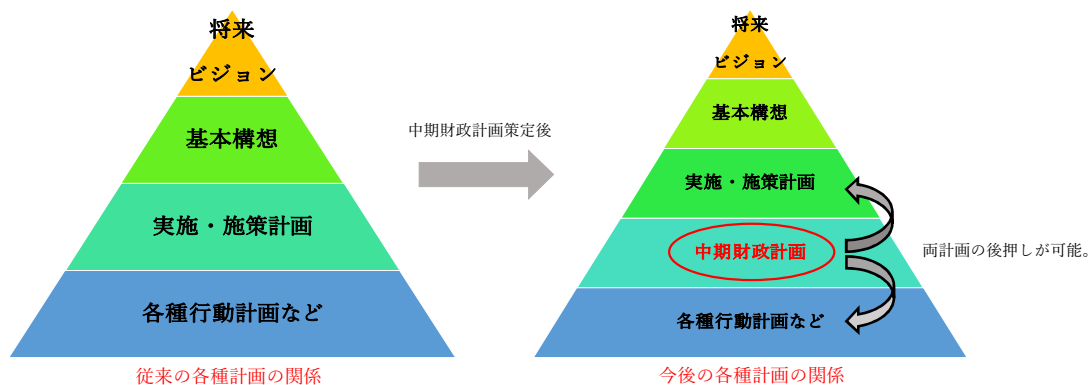 将来
ビジョン
基本構想
実施・施策計画
各種行動計画など
従来の各種計画の関係
中期財政計画策定後
将来
ビジョン
基本構想
実施・施策計画
中期財政計画
各種行動計画など
両計画の後押しが可能。
今後の各種計画の関係